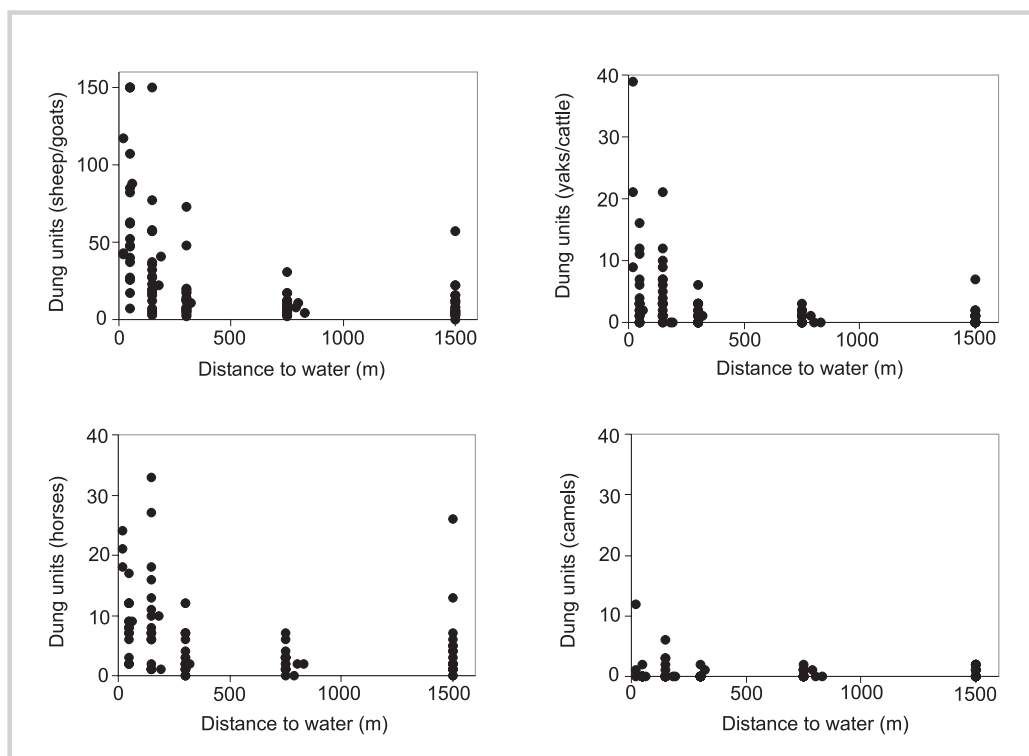 Dung units (sheep/goats)
150
100
50
0
0 500 1000 1500
Distance to water (m)
Dung units (yaks/cattle)
40
30
20
10
0
0 500 1000 1500
Distance to water (m)
Dung units (horses)
40
30
20
10
0
0 500 1000 1500
Distance to water (m)
Dung units (camels)
40
30
20
10
0
0 500 1000 1500
Distance to water (m)